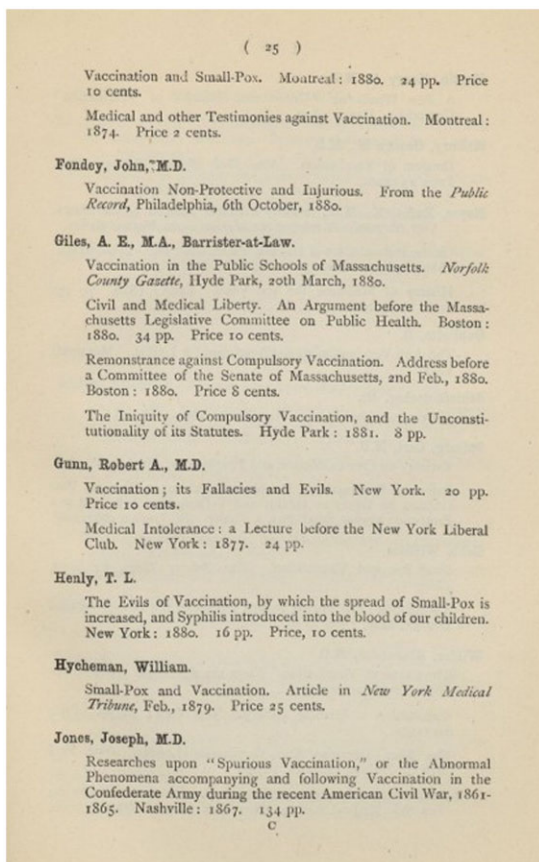 ( 25 )
Vaccination and Small-Pox. Montreal: 1880. 24 pp. Price
10 cents.
Medical and other Testimonies against Vaccination. Montreal:
1874. Price 2 cents.
Fondey, John, M.D.
Vaccination Non-Protective and Injurious. From the Public
Record, Philadelphia, 6th October, 1880.
Giles, A. E., M.A., Barrister-at-Law.
Vaccination in the Public Schools of Massachusetts. Norfolk
County Gazette, Hyde Park, 20th March, 1880.
Civil and Medical Liberty. An Argument before the Massa-
chusetts Legislative Committee on Public Health. Boston:
1880. 34 pp. Price 10 cents.
Remonstrance against Compulsory Vaccination. Address before
a Committee of the Senate of Massachusetts, 2nd Feb., 1880.
Boston: 1880. Price 8 cents.
The Iniquity of Compulsory Vaccination, and the Unconsti-
tutionality of its Statutes. Hyde Park: 1881. 8 pp.
Gunn, Robert A., M.D.
Vaccination; its Fallacies and Evils. New York. 20 pp.
Price 10 cents.
Medical Intolerance: a Lecture before the New York Liberal
Club. New York: 1877. 24 pp.
Henly, T. L.
The Evils of Vaccination, by which the spread of Small-Pox is
increased, and Syphilis introduced into the blood of our children.
New York: 1880. 16 pp. Price, 10 cents.
Hycheman, William.
Small-Pox and Vaccination. Article in New York Medical
Tribune, Feb., 1879. Price 25 cents.
Jones, Joseph, M.D.
Researches upon "Spurious Vaccination," or the Abnormal
Phenomena accompanying and following Vaccination in the
Confederate Army during the recent American Civil War, 1861-
1865. Nashville: 1867. 134 pp.
C